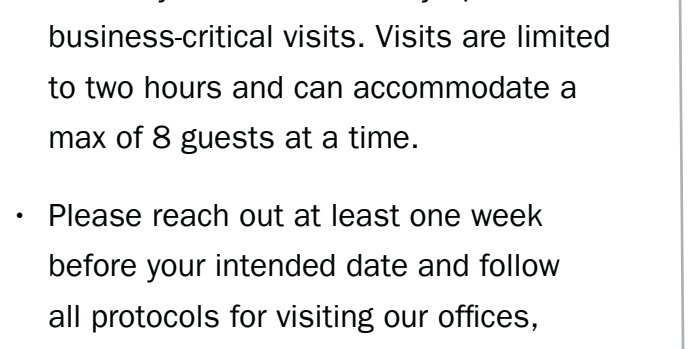 business-critical visits. Visits are limited
to two hours and can accommodate a
max of 8 guests at a time.
• Please reach out at least one week
before your intended date and follow
all protocols for visiting our offices,